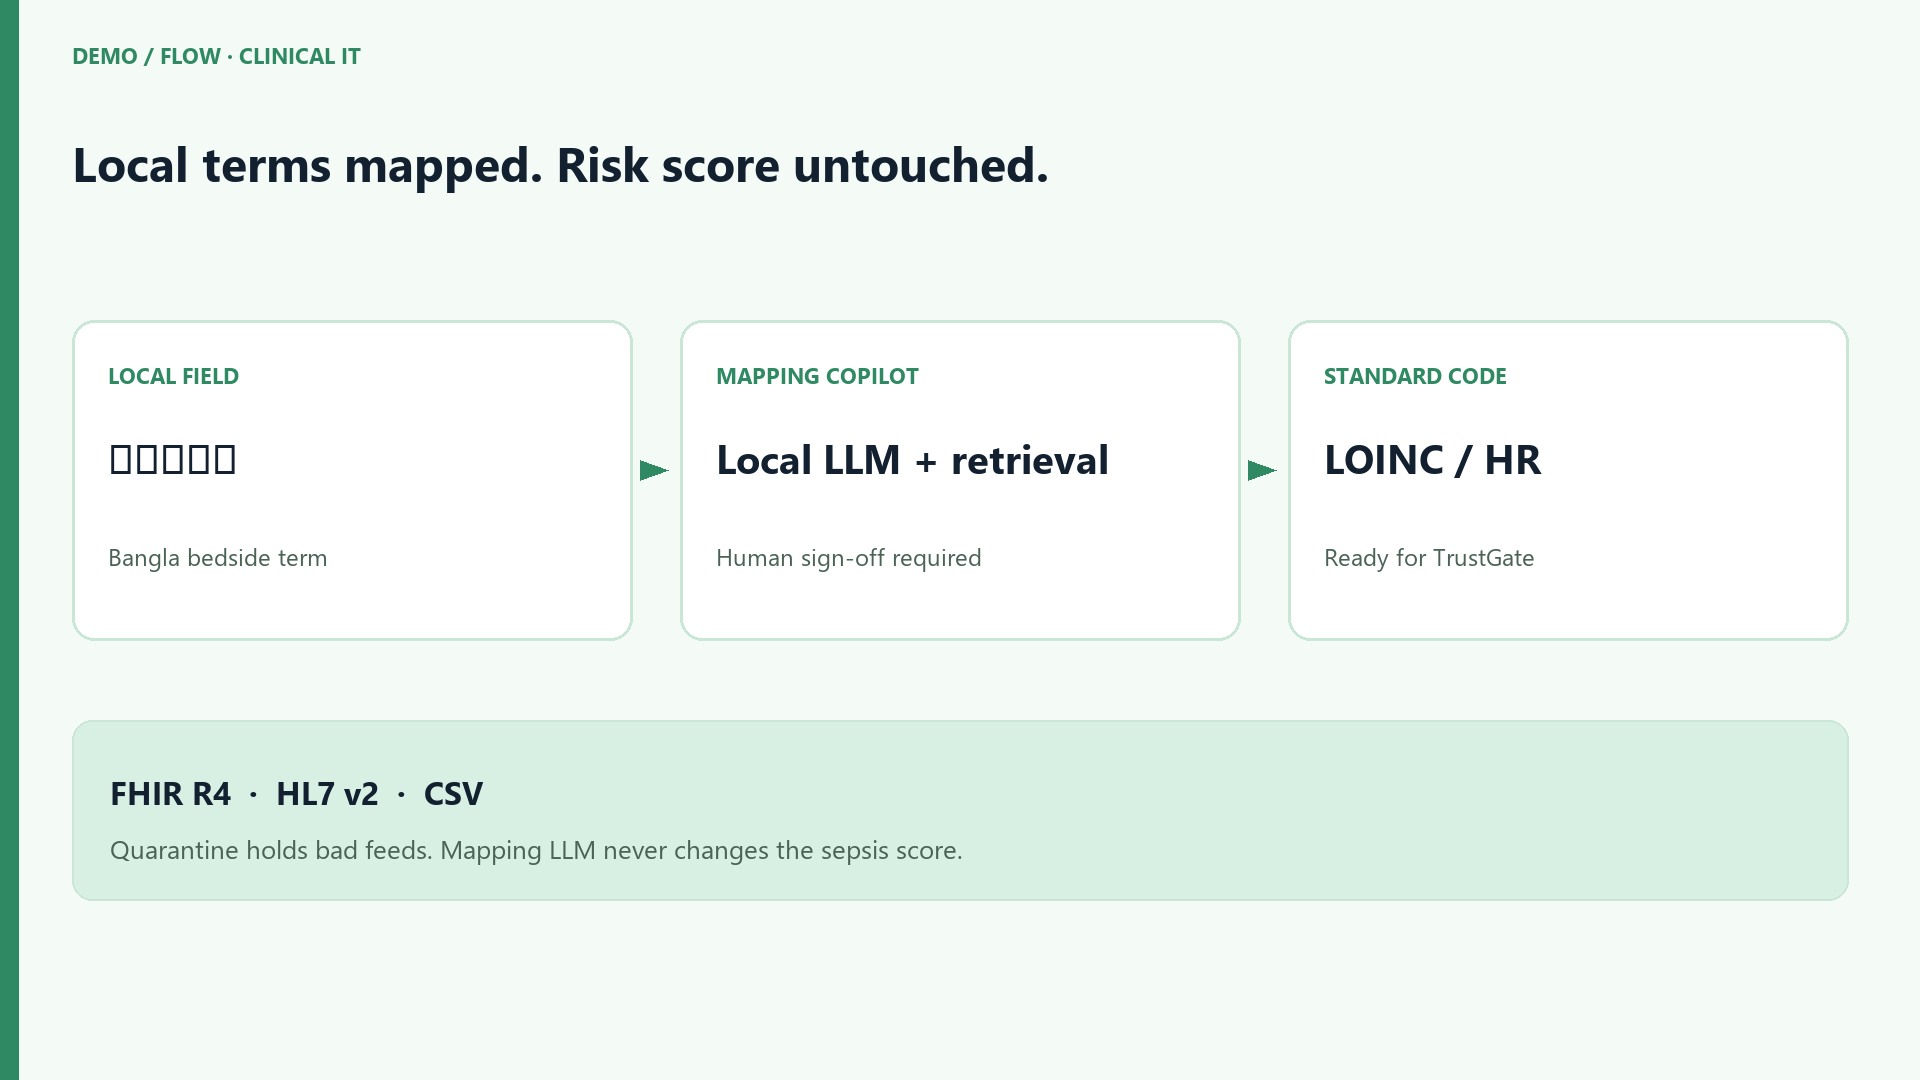 DEMO / FLOW · CLINICAL IT
Local terms mapped. Risk score untouched.
LOCAL FIELD
Bangla bedside term
MAPPING COPILOT
Local LLM + retrieval
Human sign-off required
STANDARD CODE
LOINC / HR
Ready for TrustGate
FHIR R4 · HL7 v2 · CSV
Quarantine holds bad feeds. Mapping LLM never changes the sepsis score.